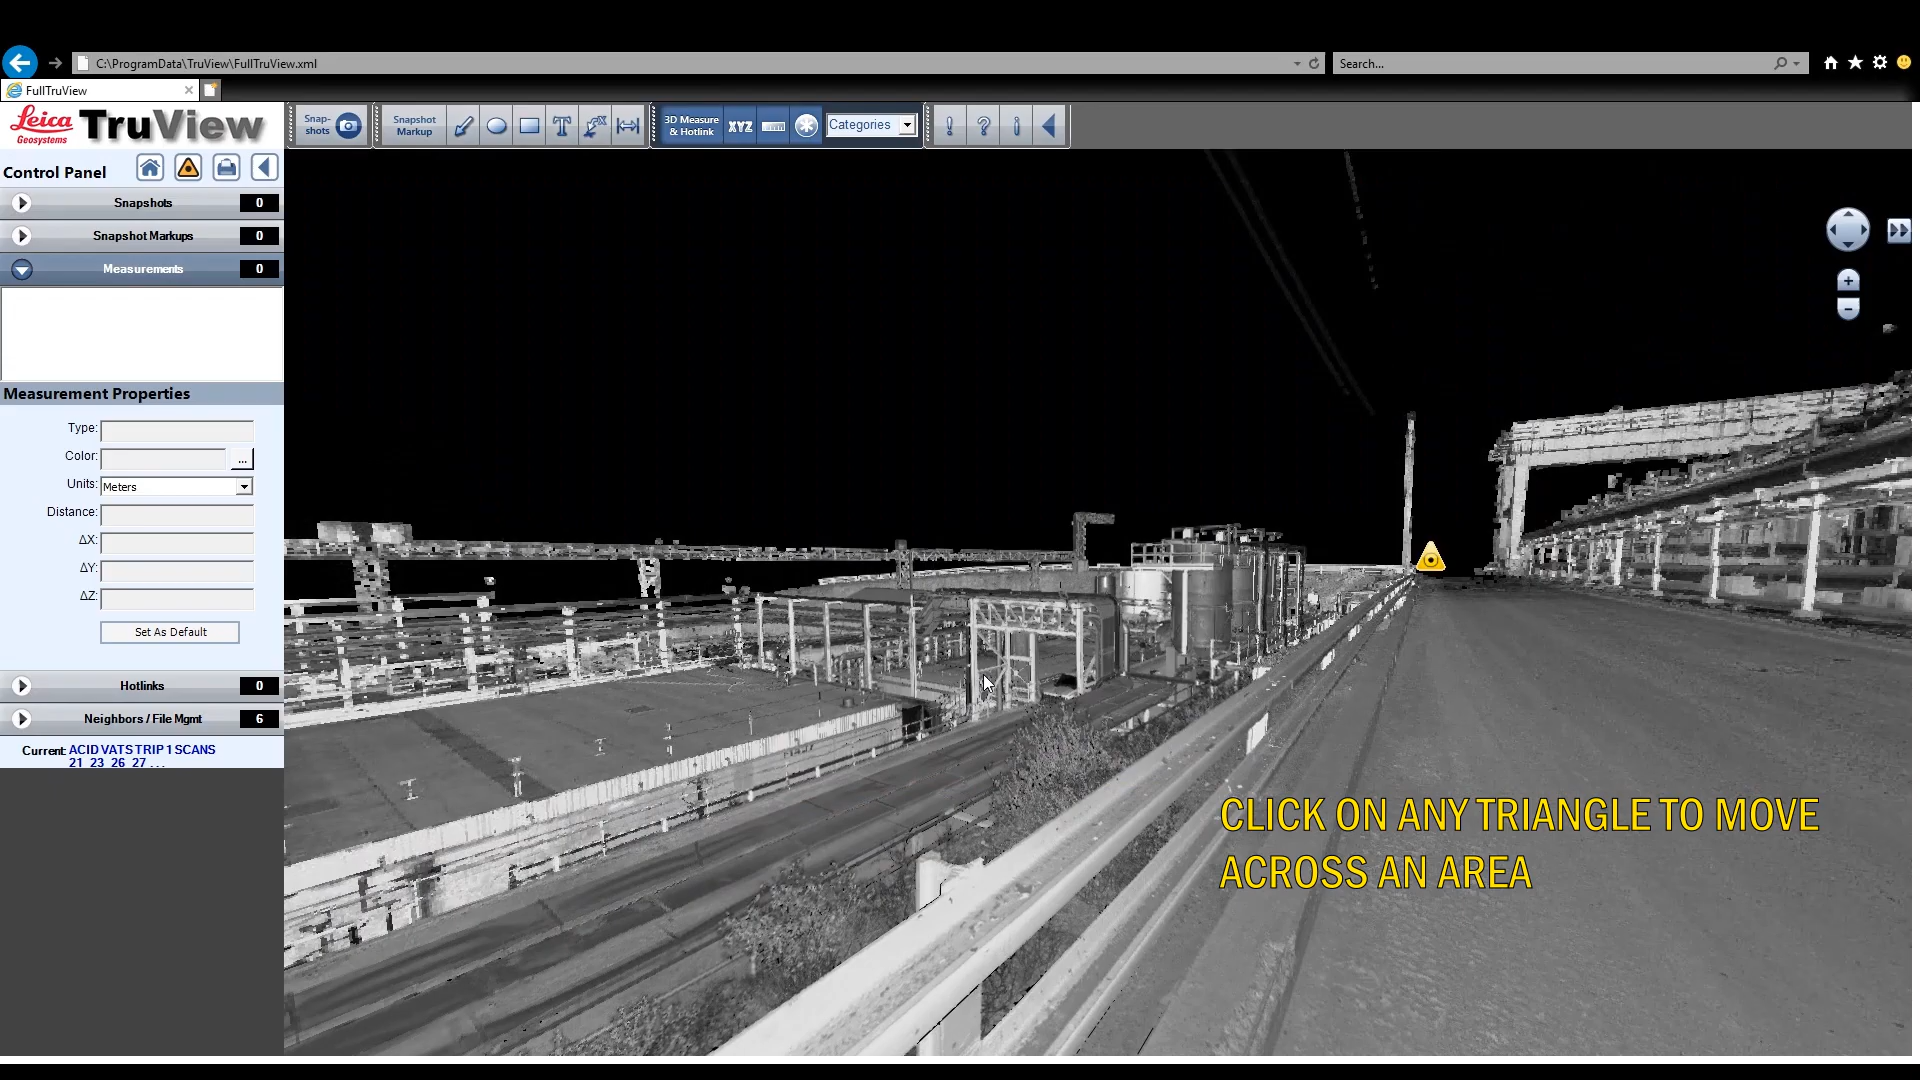 C:\ProgramData\TruView\FullTruView.xml
Search...
FullTruView
Leica
Geosystems
TruView
Snap-
shots
Snapshot
Markup
T
3D Measure
& Hotlink
XYZ
Categories
! ? i
Control Panel
Snapshots 0
Snapshot Markups 0
Measurements 0
Measurement Properties
Type:
Color: ...
Units: Meters
Distance:
ΔX:
ΔY:
ΔZ:
Set As Default
Hotlinks 0
Neighbors / File Mgmt 6
Current: ACID VATS TRIP 1 SCANS
21 23 26 27 ...
CLICK ON ANY TRIANGLE TO MOVE
ACROSS AN AREA